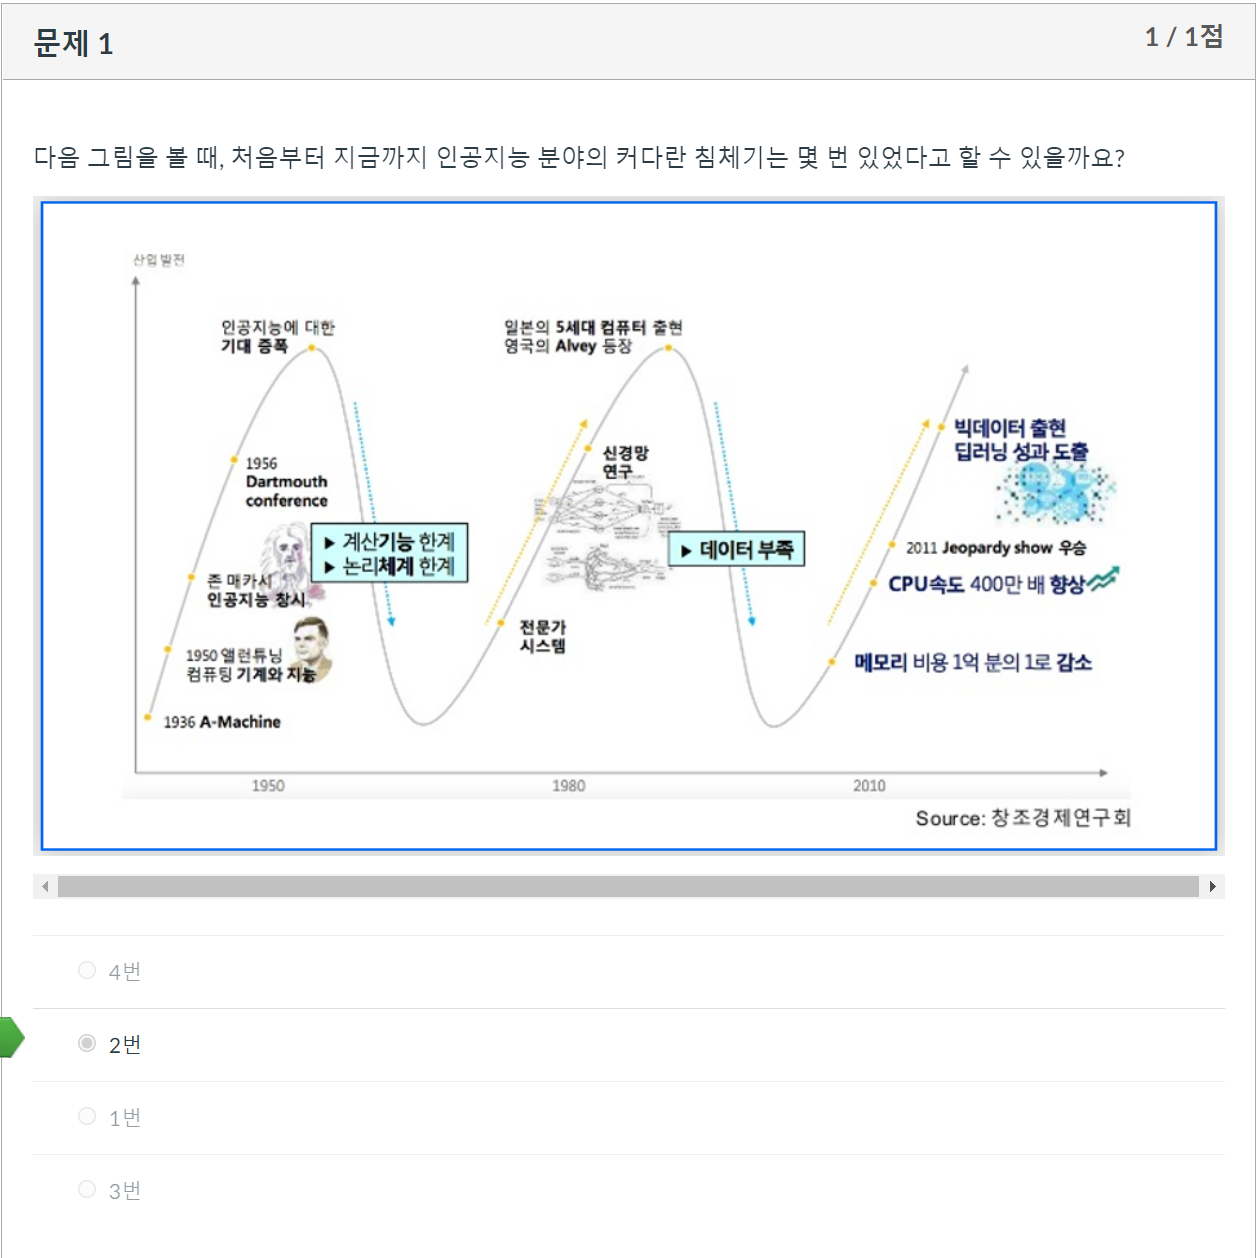 문제 1
1 / 1점
다음 그림을 볼 때, 처음부터 지금까지 인공지능 분야의 커다란 침체기는 몇 번 있었다고 할 수 있을까요?
산업 발전
인공지능에 대한
기대 증폭
일본의 5세대 컴퓨터 출현
영국의 Alvey 등장
1956
Dartmouth
conference
▶ 계산기능 한계
▶ 논리체계 한계
존 매카시
인공지능 창시
1950 앨런튜닝
컴퓨팅 기계와 지능
1936 A-Machine
신경망
연구
▶ 데이터 부족
전문가
시스템
빅데이터 출현
딥러닝 성과 도출
2011 Jeopardy show 우승
CPU속도 400만 배 향상
메모리 비용 1억 분의 1로 감소
1950
1980
2010
Source: 창조경제연구회
4번
2번
1번
3번